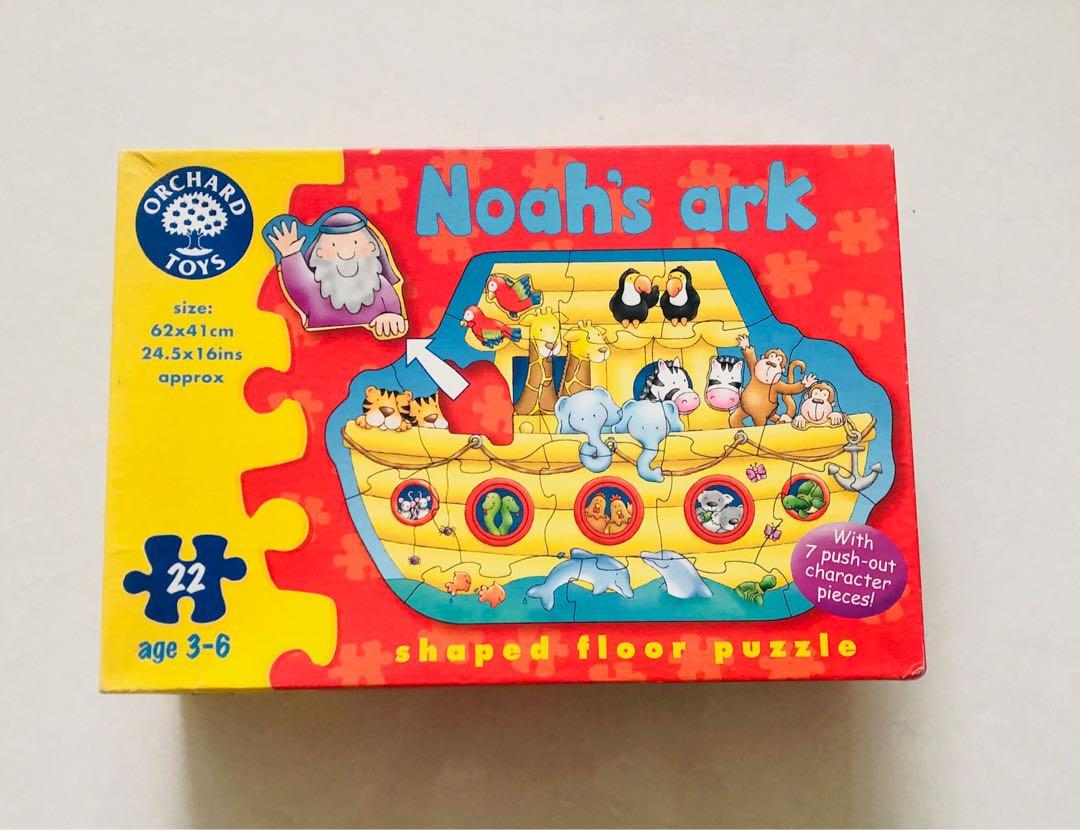 ORCHARD
TOYS
size:
62x41cm
24.5x16ins
approx
22
age 3-6
Noah's ark
With
7 push-out
character
pieces!
shaped floor puzzle